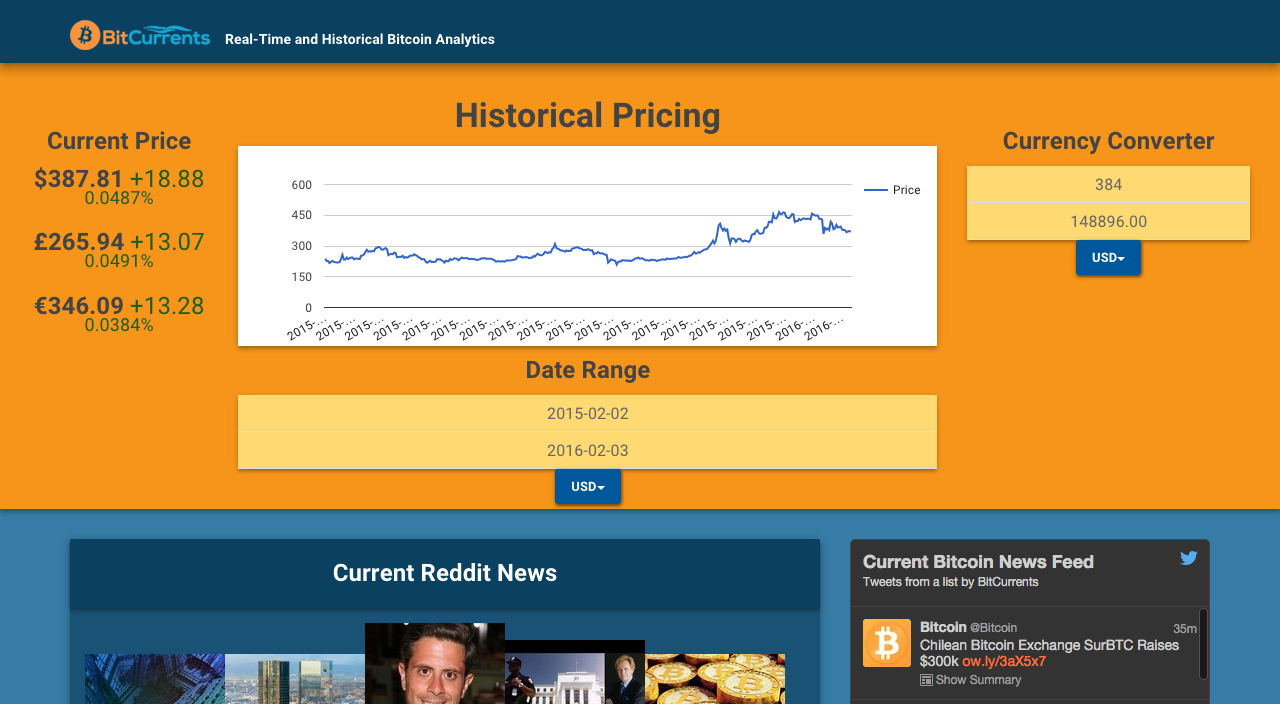 BitCurrents
Real-Time and Historical Bitcoin Analytics
Current Price
$387.81 +18.88
0.0487%
£265.94 +13.07
0.0491%
€346.09 +13.28
0.0384%
Historical Pricing
600
450
300
150
0
Price
2015-… 2015-… 2015-… 2015-… 2015-… 2015-… 2015-… 2015-… 2015-… 2015-… 2015-… 2015-… 2015-… 2015-… 2015-… 2015-… 2015-… 2016-… 2016-…
Date Range
2015-02-02
2016-02-03
USD
Currency Converter
384
148896.00
USD
Current Reddit News
Current Bitcoin News Feed
Tweets from a list by BitCurrents
Bitcoin @Bitcoin 35m
Chilean Bitcoin Exchange SurBTC Raises
$300k ow.ly/3aX5x7
Show Summary